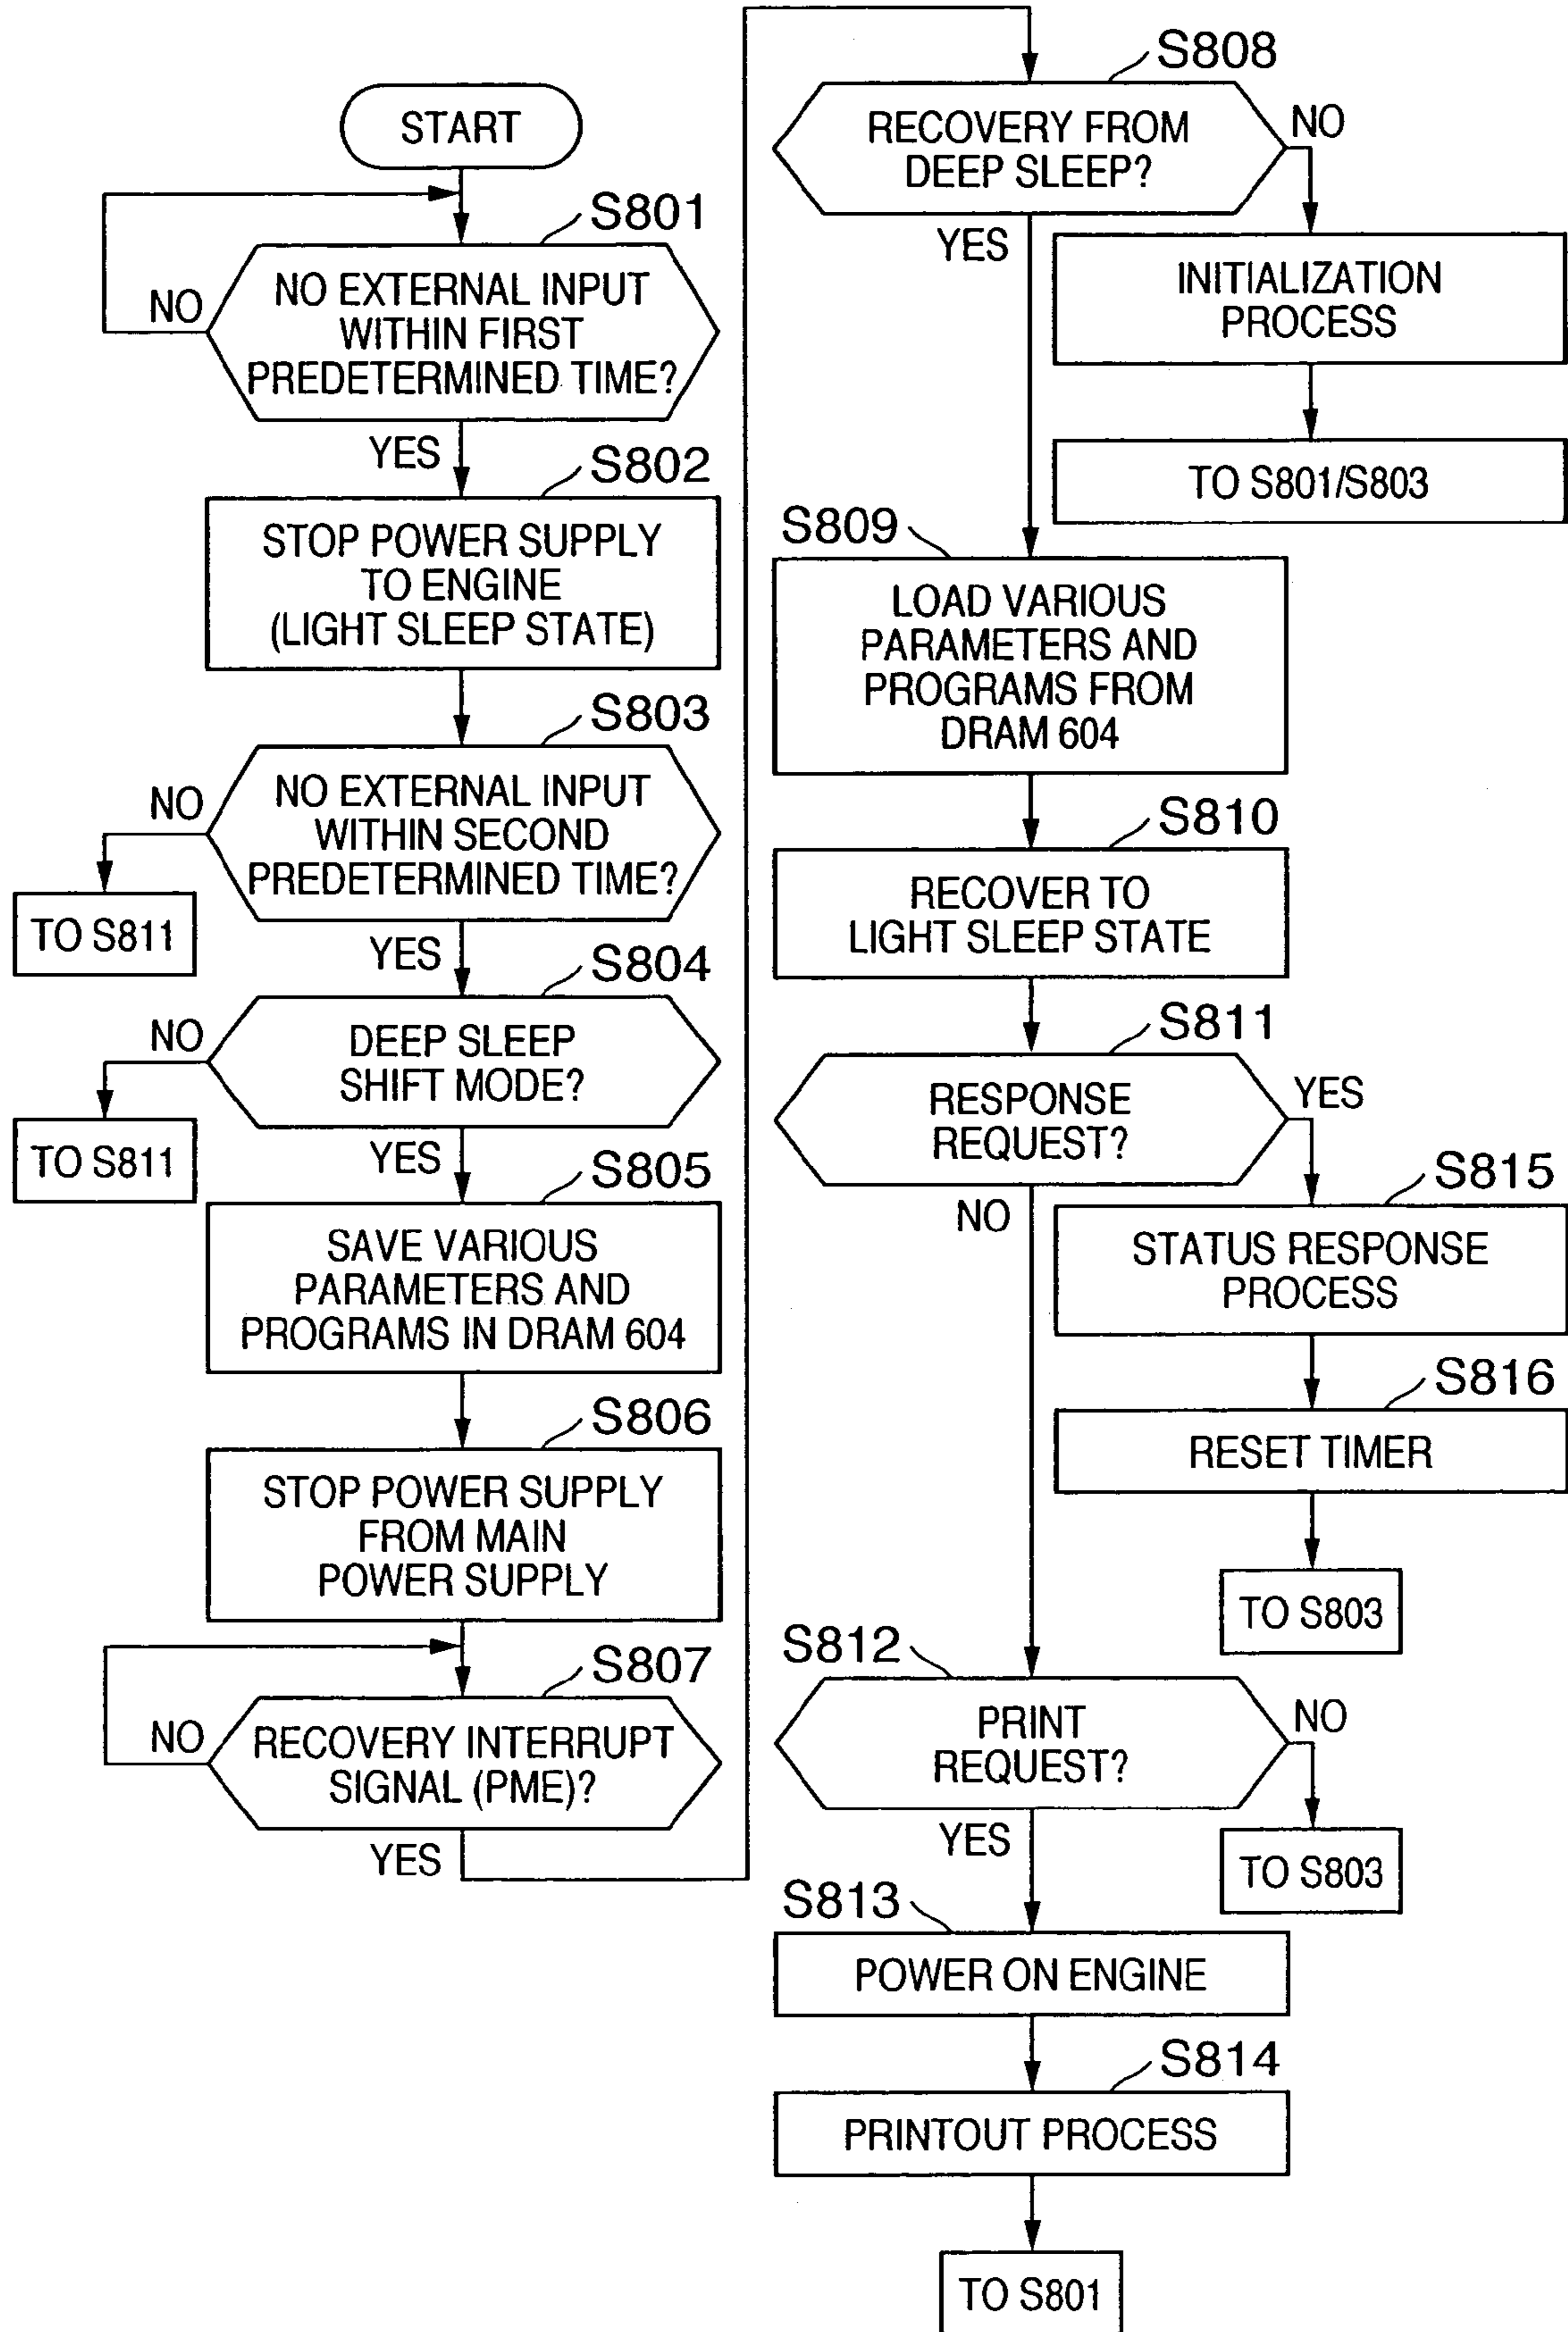 START
S801
NO EXTERNAL INPUT
WITHIN FIRST
PREDETERMINED TIME?
NO
YES
S802
STOP POWER SUPPLY
TO ENGINE
(LIGHT SLEEP STATE)
S803
NO EXTERNAL INPUT
WITHIN SECOND
PREDETERMINED TIME?
NO
TO S811
YES
S804
DEEP SLEEP
SHIFT MODE?
NO
TO S811
YES
S805
SAVE VARIOUS
PARAMETERS AND
PROGRAMS IN DRAM 604
S806
STOP POWER SUPPLY
FROM MAIN
POWER SUPPLY
S807
RECOVERY INTERRUPT
SIGNAL (PME)?
NO
YES
S808
RECOVERY FROM
DEEP SLEEP?
NO
YES
INITIALIZATION
PROCESS
TO S801/S803
S809
LOAD VARIOUS
PARAMETERS AND
PROGRAMS FROM
DRAM 604
S810
RECOVER TO
LIGHT SLEEP STATE
S811
RESPONSE
REQUEST?
YES
NO
S815
STATUS RESPONSE
PROCESS
S816
RESET TIMER
TO S803
S812
PRINT
REQUEST?
NO
TO S803
YES
S813
POWER ON ENGINE
S814
PRINTOUT PROCESS
TO S801